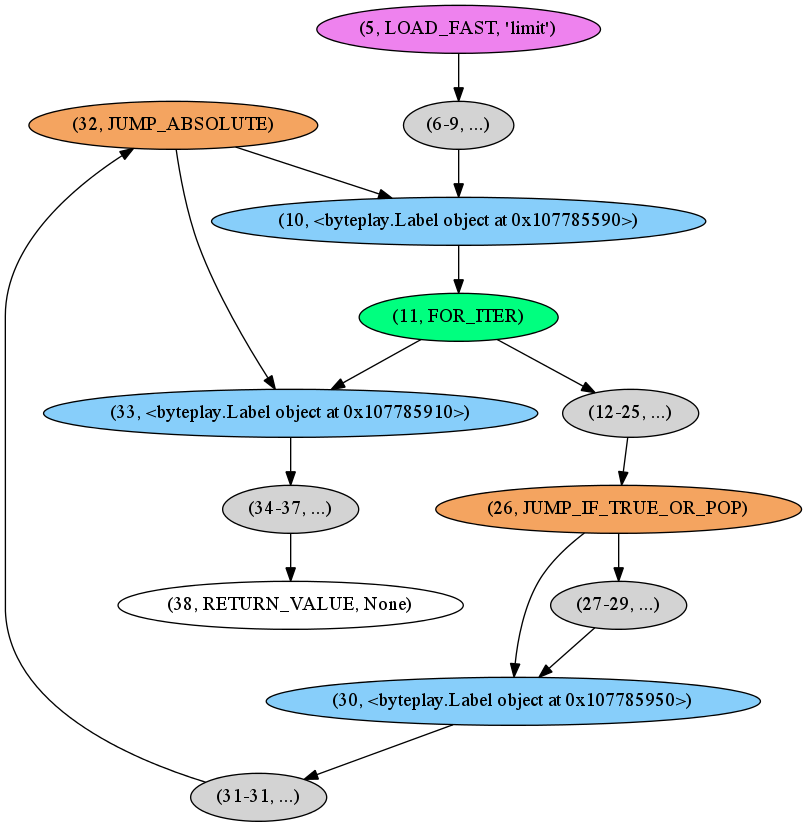 (5, LOAD_FAST, 'limit')
(32, JUMP_ABSOLUTE)
(6-9, ...)
(10, <byteplay.Label object at 0x107785590>)
(11, FOR_ITER)
(33, <byteplay.Label object at 0x107785910>)
(12-25, ...)
(34-37, ...)
(26, JUMP_IF_TRUE_OR_POP)
(38, RETURN_VALUE, None)
(27-29, ...)
(30, <byteplay.Label object at 0x107785950>)
(31-31, ...)